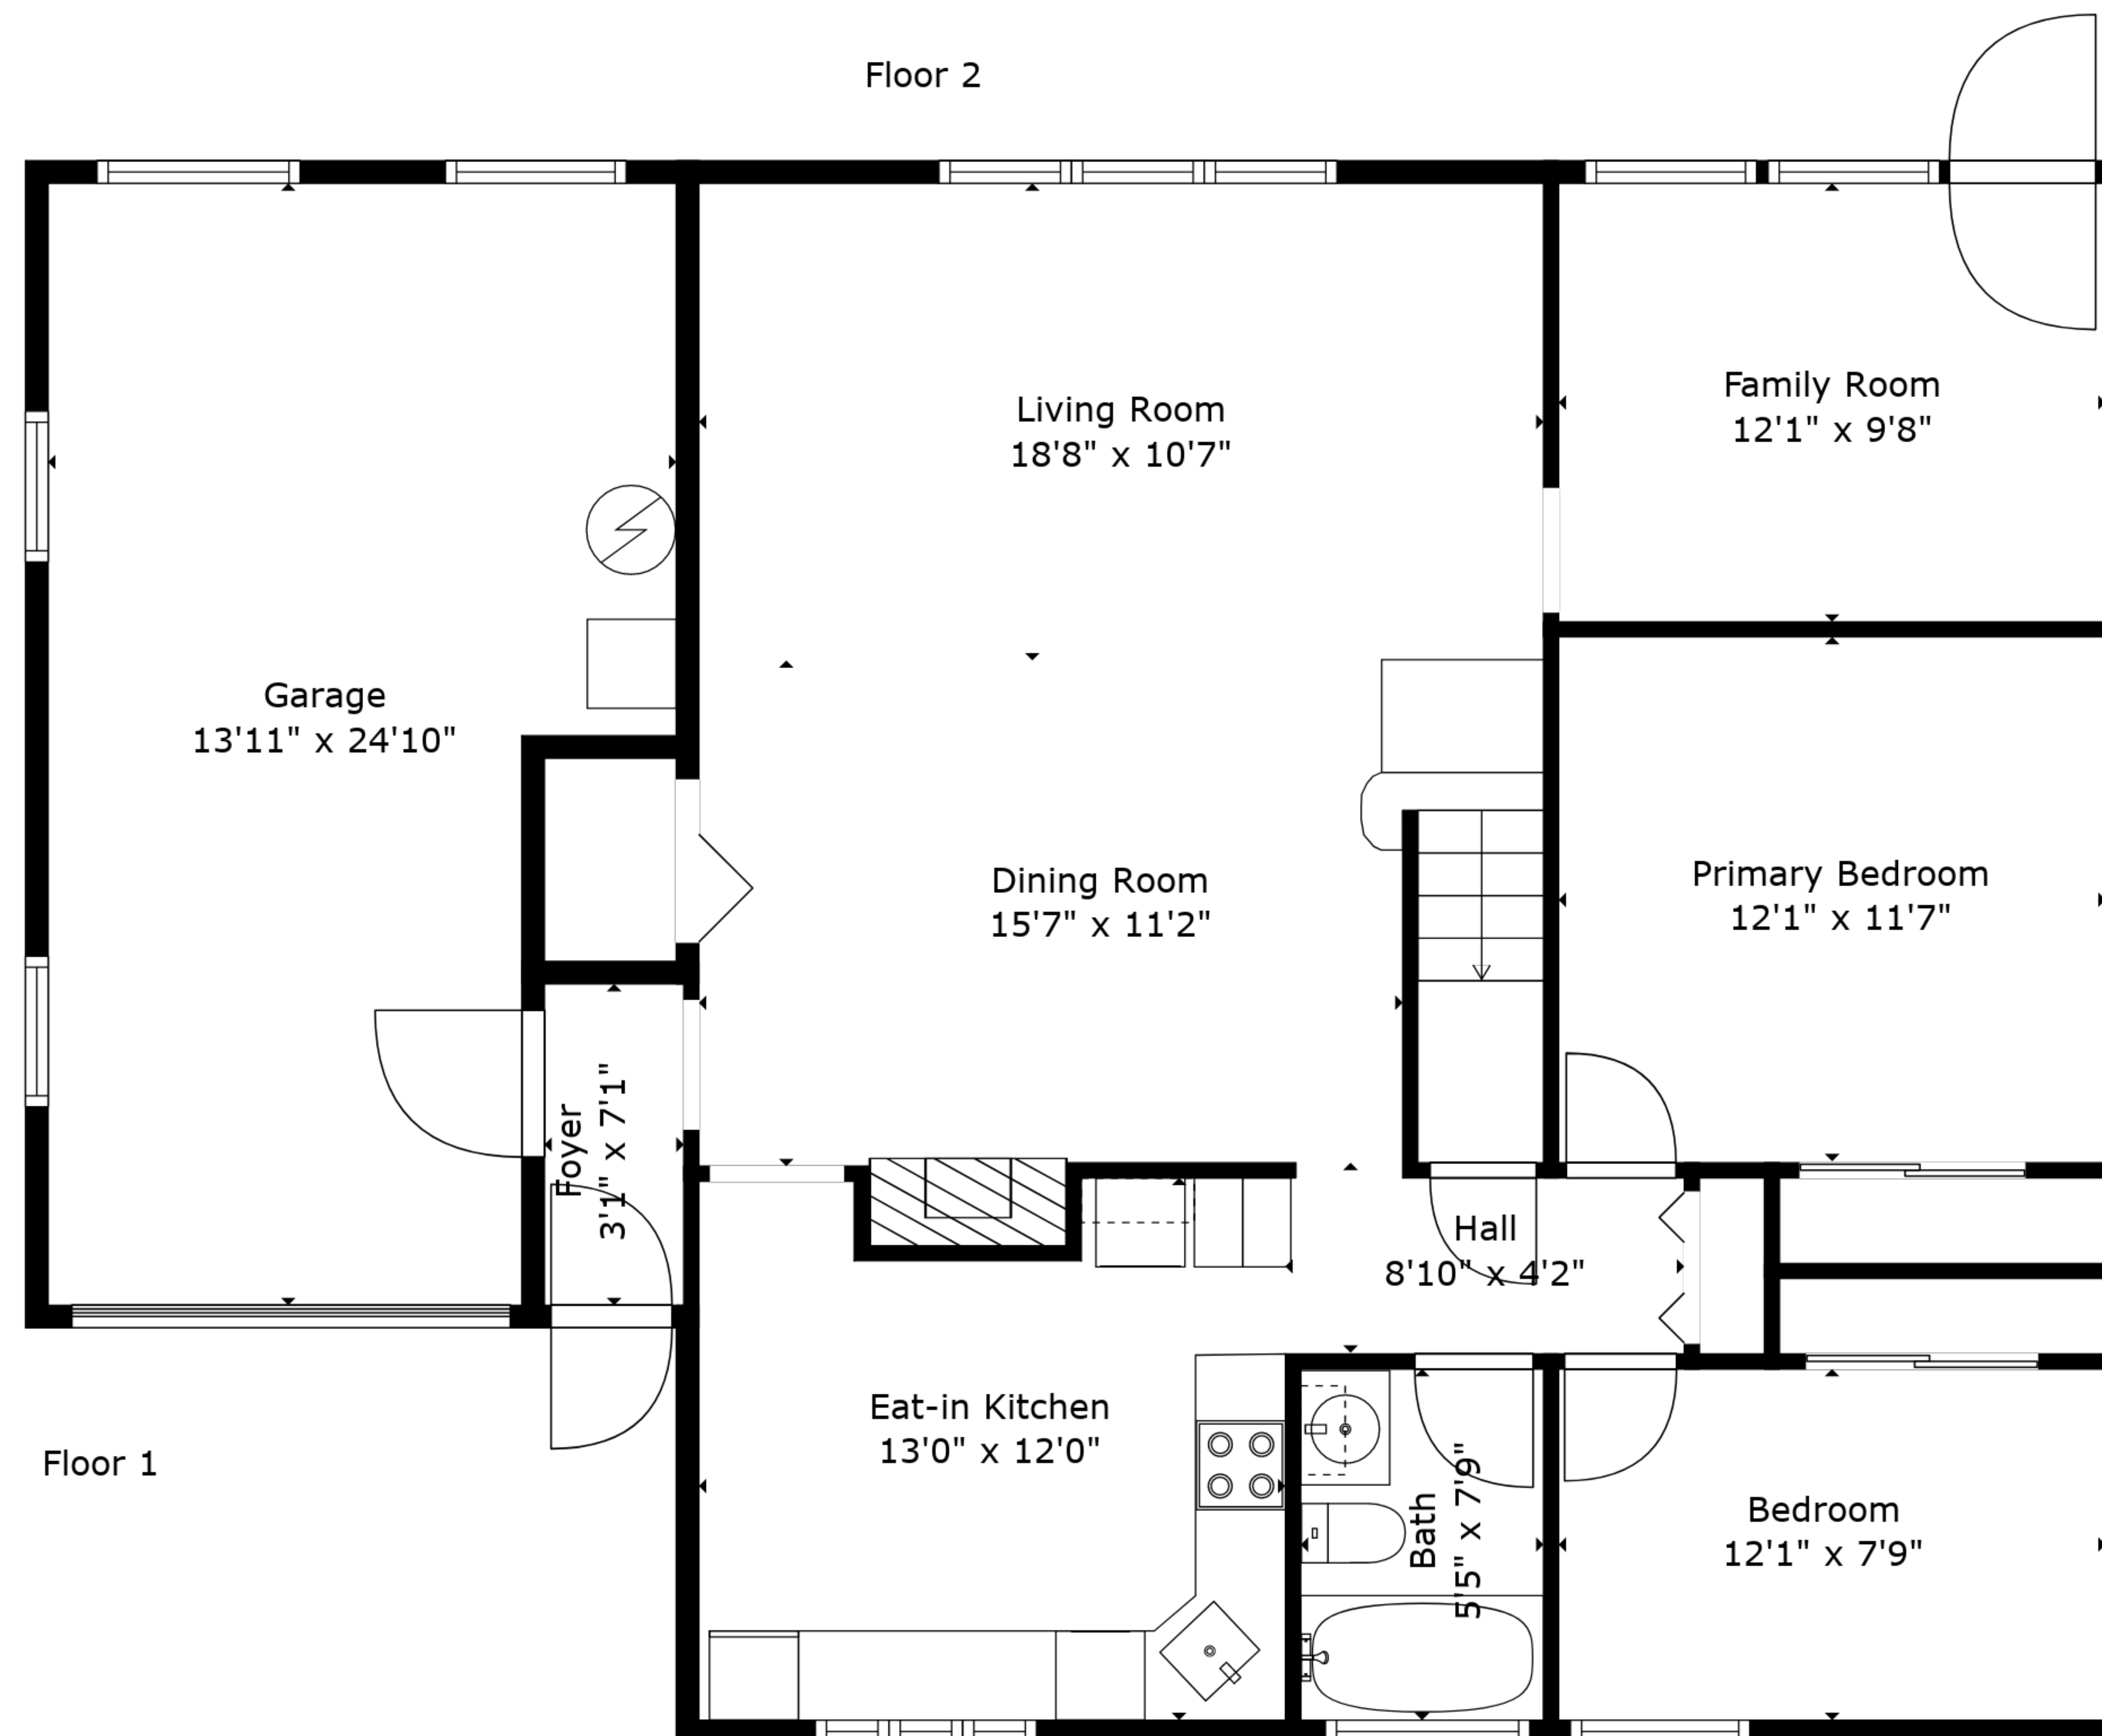 Floor 2
Living Room
18'8" x 10'7"
Family Room
12'1" x 9'8"
Garage
13'11" x 24'10"
Dining Room
15'7" x 11'2"
Primary Bedroom
12'1" x 11'7"
Foyer
3'1" x 7'1"
Hall
8'10" x 4'2"
Eat-in Kitchen
13'0" x 12'0"
Floor 1
Bath
5'5" x 7'9"
Bedroom
12'1" x 7'9"